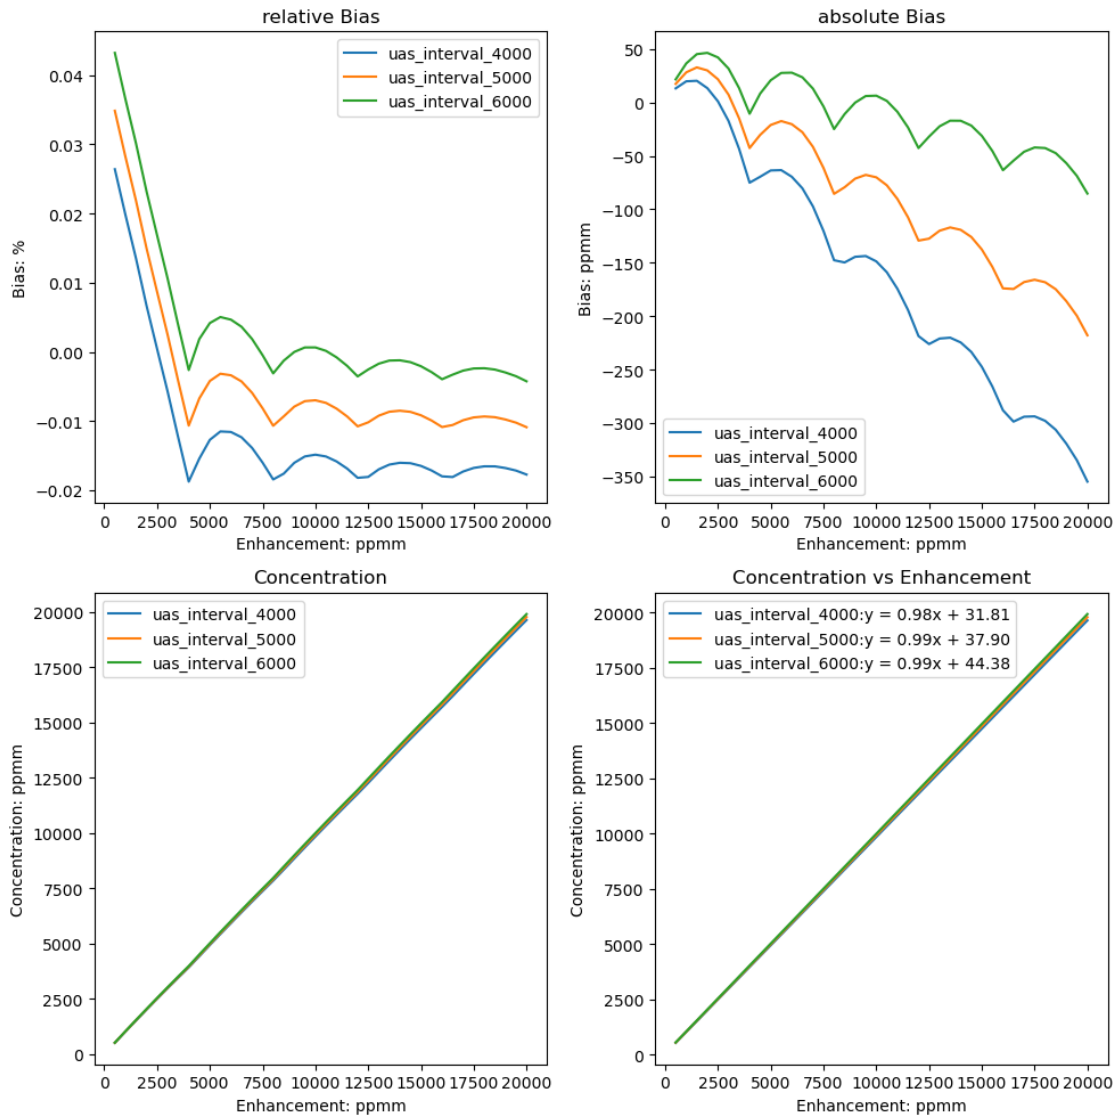 relative Bias
uas_interval_4000
uas_interval_5000
uas_interval_6000
Bias: %
0.04
0.03
0.02
0.01
0.00
−0.01
−0.02
0 2500 5000 7500 10000 12500 15000 17500 20000
Enhancement: ppmm
absolute Bias
Bias: ppmm
50
0
−50
−100
−150
−200
−250
−300
−350
uas_interval_4000
uas_interval_5000
uas_interval_6000
0 2500 5000 7500 10000 12500 15000 17500 20000
Enhancement: ppmm
Concentration
uas_interval_4000
uas_interval_5000
uas_interval_6000
Concentration: ppmm
20000
17500
15000
12500
10000
7500
5000
2500
0
0 2500 5000 7500 10000 12500 15000 17500 20000
Enhancement: ppmm
Concentration vs Enhancement
uas_interval_4000:y = 0.98x + 31.81
uas_interval_5000:y = 0.99x + 37.90
uas_interval_6000:y = 0.99x + 44.38
Concentration: ppmm
20000
17500
15000
12500
10000
7500
5000
2500
0
0 2500 5000 7500 10000 12500 15000 17500 20000
Enhancement: ppmm